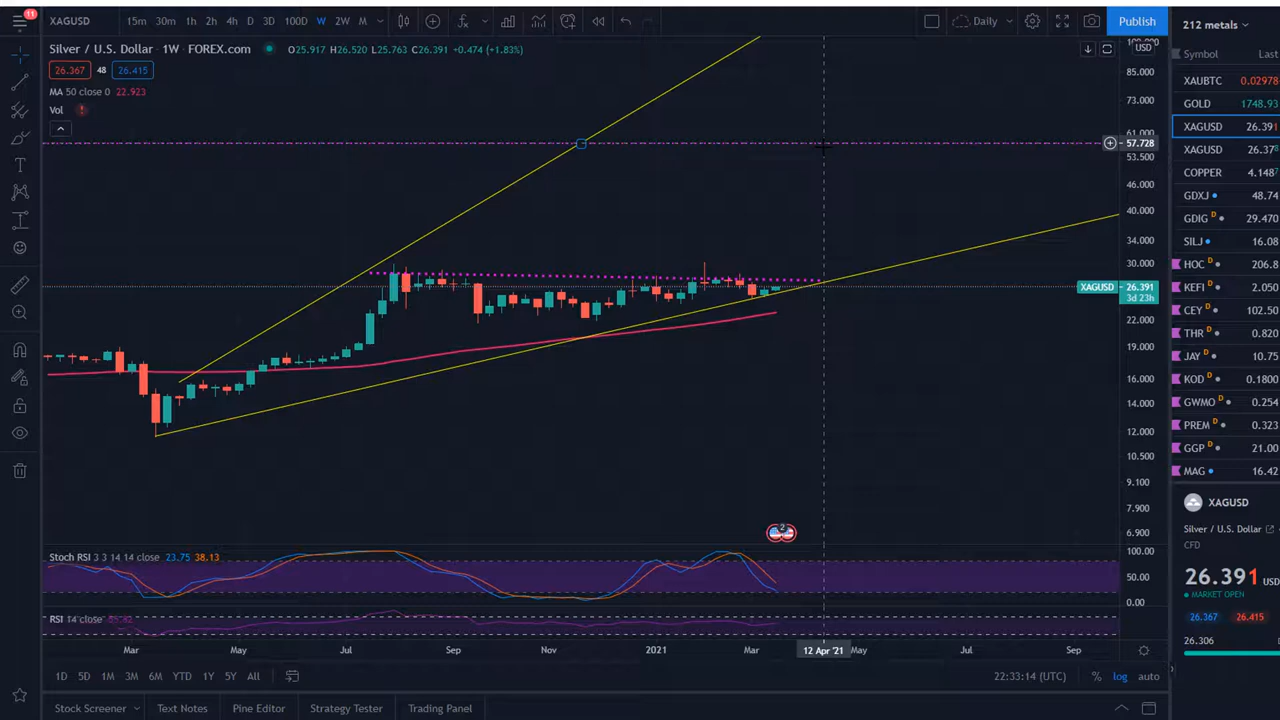 11
XAGUSD 15m 30m 1h 2h 4h D 3D 100D W 2W M Daily Publish
212 metals
Silver / U.S. Dollar · 1W · FOREX.com O25.917 H26.520 L25.763 C26.391 +0.474 (+1.83%)
26.367 48 26.415
MA 50 close 0 22.923
Vol !
USD
100.000
85.000
73.000
61.000
57.728
53.500
46.000
40.000
34.000
30.000
XAGUSD 26.391
3d 23h
22.000
19.000
16.000
14.000
12.000
10.500
9.100
7.900
6.900
2
Stoch RSI 3 3 14 14 close 23.75 38.13
100.00
50.00
0.00
RSI 14 close
Mar May Jul Sep Nov 2021 Mar 12 Apr '21 May Jul Sep
1D 5D 1M 3M 6M YTD 1Y 5Y All 22:33:14 (UTC) % log auto
Stock Screener Text Notes Pine Editor Strategy Tester Trading Panel
Symbol Last
XAUBTC 0.02978
GOLD 1748.93
XAGUSD 26.391
XAGUSD 26.378
COPPER 4.148
GDXJ 48.74
GDIG D 29.470
SILJ 16.08
HOC D 206.8
KEFI D 2.050
CEY D 102.50
THR D 0.820
JAY D 10.75
KOD D 0.1800
GWMO D 0.254
PREM D 0.323
GGP D 21.00
MAG 16.42
XAGUSD
Silver / U.S. Dollar
CFD
26.391 USD
MARKET OPEN
26.367 26.415
26.306